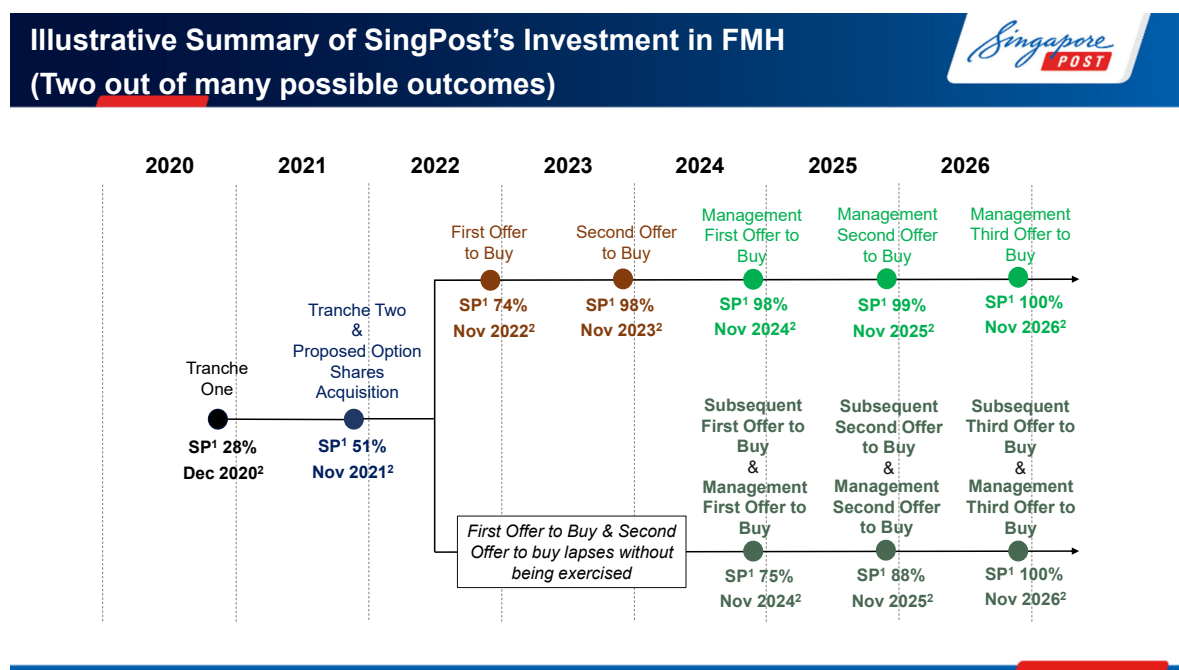 Illustrative Summary of SingPost's Investment in FMH
(Two out of many possible outcomes)
Singapore
POST
2020 2021 2022 2023 2024 2025 2026
First Offer
to Buy
SP¹ 74%
Nov 2022²
Second Offer
to Buy
SP¹ 98%
Nov 2023²
Management
First Offer to
Buy
SP¹ 98%
Nov 2024²
Management
Second Offer
to Buy
SP¹ 99%
Nov 2025²
Management
Third Offer to
Buy
SP¹ 100%
Nov 2026²
Tranche
One
SP¹ 28%
Dec 2020²
Tranche Two
&
Proposed Option
Shares
Acquisition
SP¹ 51%
Nov 2021²
First Offer to Buy & Second
Offer to buy lapses without
being exercised
Subsequent
First Offer to
Buy
&
Management
First Offer to
Buy
SP¹ 75%
Nov 2024²
Subsequent
Second Offer
to Buy
&
Management
Second Offer
to Buy
SP¹ 88%
Nov 2025²
Subsequent
Third Offer to
Buy
&
Management
Third Offer to
Buy
SP¹ 100%
Nov 2026²